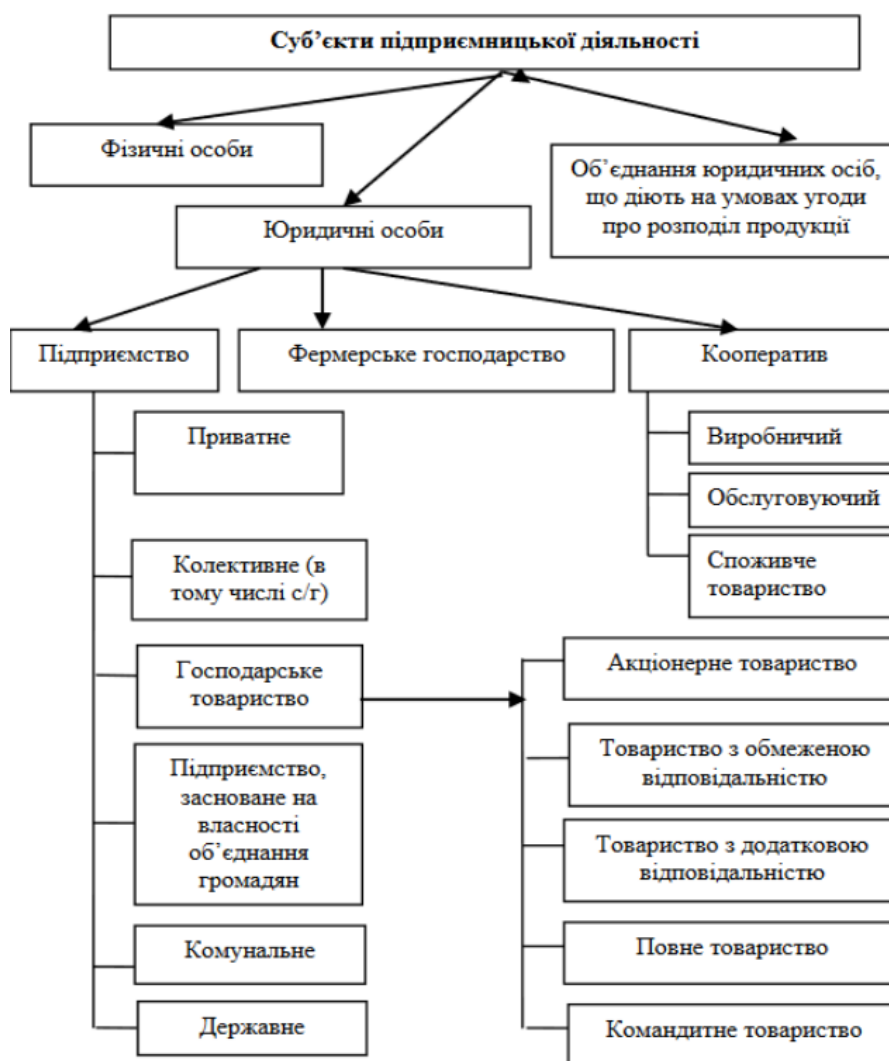 Суб’єкти підприємницької діяльності
Фізичні особи
Об’єднання юридичних осіб,
що діють на умовах угоди
про розподіл продукції
Юридичні особи
Підприємство
Фермерське господарство
Кооператив
Приватне
Виробничий
Обслуговуючий
Колективне (в
тому числі с/г)
Споживче
товариство
Господарське
товариство
Акціонерне товариство
Підприємство,
засноване на
власності
об’єднання
громадян
Товариство з обмеженою
відповідальністю
Товариство з додатковою
відповідальністю
Комунальне
Повне товариство
Державне
Командитне товариство